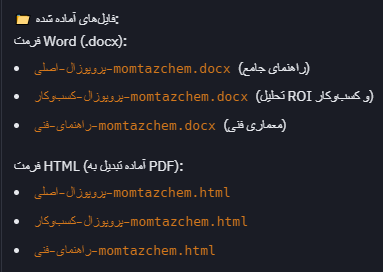 📁 فایل‌های آماده شده:
فرمت Word (.docx):
• پروپوزال-اصلی-momtazchem.docx (راهنمای جامع)
• پروپوزال-کسب‌وکار-momtazchem.docx (تحلیل ROI و کسب‌وکار)
• راهنمای-فنی-momtazchem.docx (معماری فنی)
فرمت HTML (آماده تبدیل به PDF):
• پروپوزال-اصلی-momtazchem.html
• پروپوزال-کسب‌وکار-momtazchem.html
• راهنمای-فنی-momtazchem.html